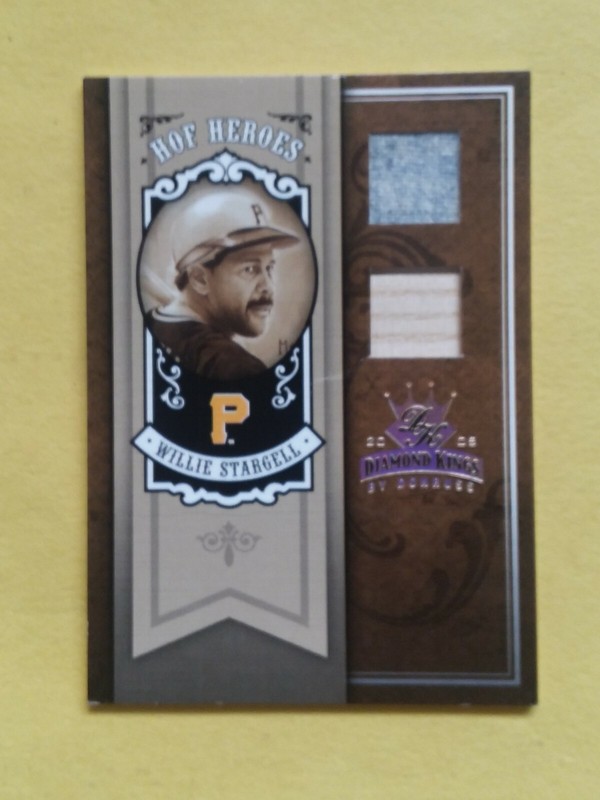 HOF HEROES
P
M
P
WILLIE STARGELL
DK
20 05
DIAMOND KINGS
BY DONRUSS